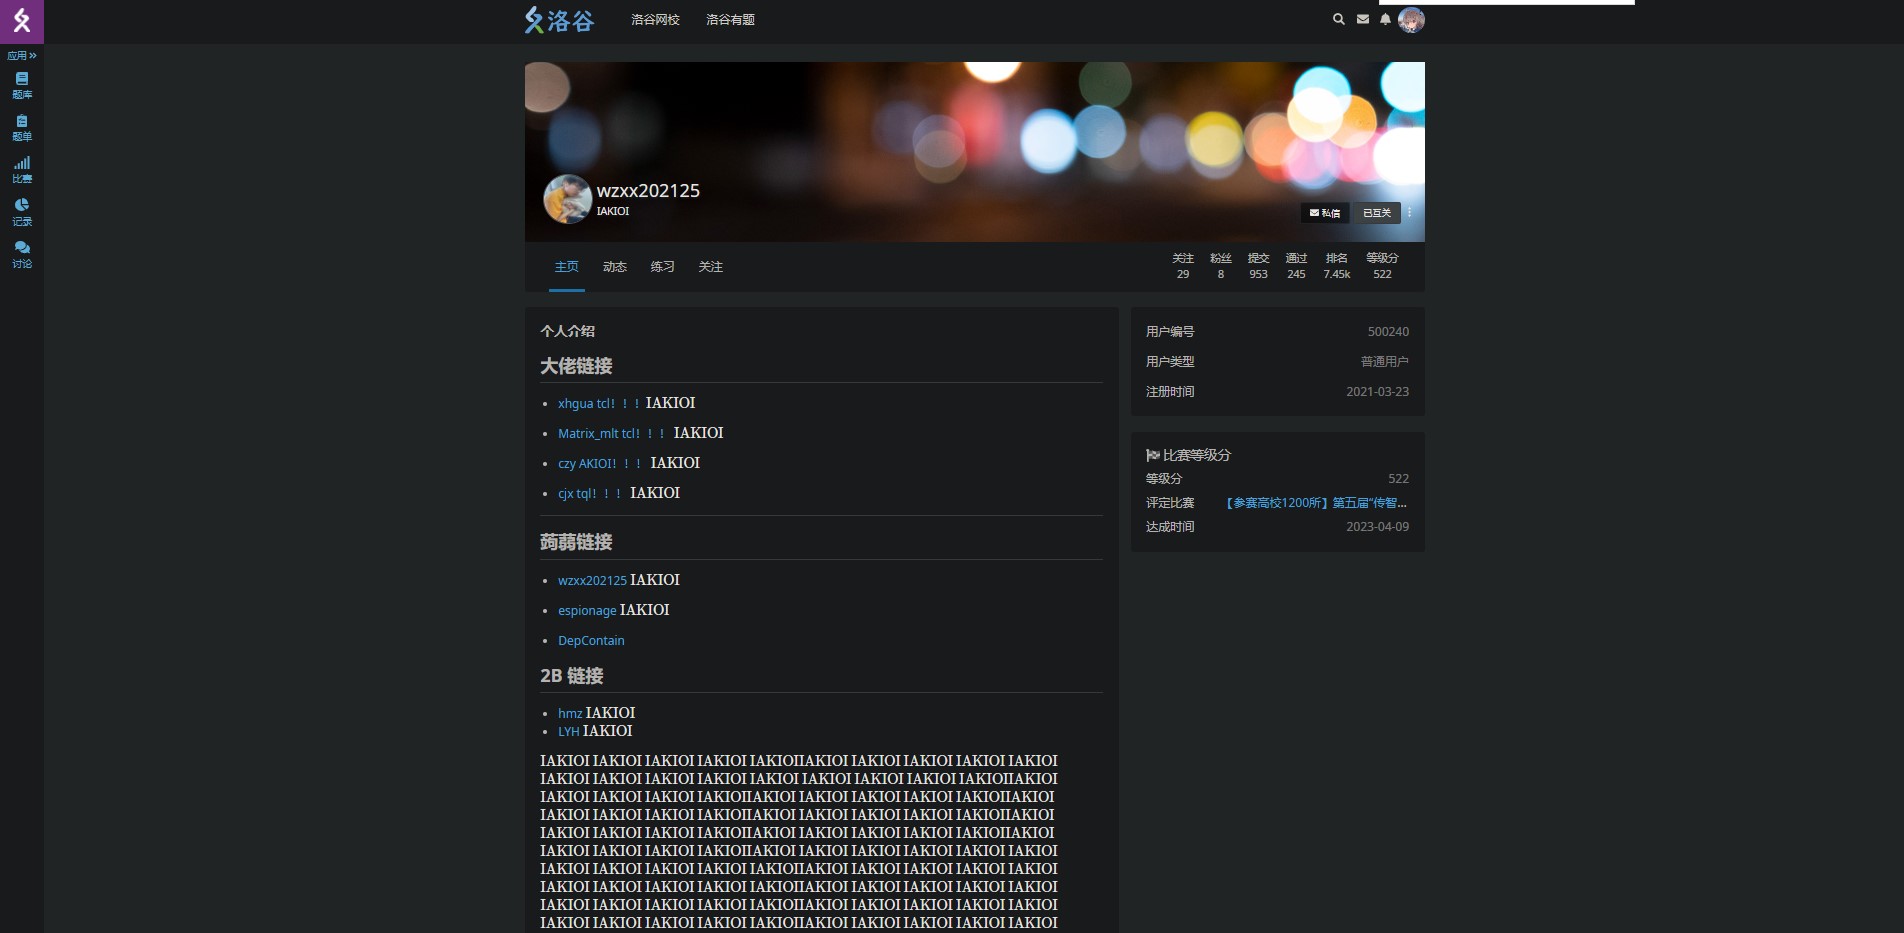 洛谷
洛谷网校
洛谷有题
应用
题库
题单
比赛
记录
讨论
wzxx202125
IAKIOI
私信
已互关
主页
动态
练习
关注
关注 粉丝 提交 通过 排名 等级分
29 8 953 245 7.45k 522
个人介绍
大佬链接
xhgua tcl！！！ IAKIOI
Matrix_mlt tcl！！！ IAKIOI
czy AKIOI！！！ IAKIOI
cjx tql！！！ IAKIOI
蒟蒻链接
wzxx202125 IAKIOI
espionage IAKIOI
DepContain
2B 链接
hmz IAKIOI
LYH IAKIOI
IAKIOI IAKIOI IAKIOI IAKIOI IAKIOIIAKIOI IAKIOI IAKIOI IAKIOI IAKIOI
IAKIOI IAKIOI IAKIOI IAKIOI IAKIOI IAKIOI IAKIOI IAKIOI IAKIOIIAKIOI
IAKIOI IAKIOI IAKIOI IAKIOIIAKIOI IAKIOI IAKIOI IAKIOI IAKIOIIAKIOI
IAKIOI IAKIOI IAKIOI IAKIOIIAKIOI IAKIOI IAKIOI IAKIOI IAKIOIIAKIOI
IAKIOI IAKIOI IAKIOI IAKIOIIAKIOI IAKIOI IAKIOI IAKIOI IAKIOIIAKIOI
IAKIOI IAKIOI IAKIOI IAKIOIIAKIOI IAKIOI IAKIOI IAKIOI IAKIOI IAKIOI
IAKIOI IAKIOI IAKIOI IAKIOI IAKIOIIAKIOI IAKIOI IAKIOI IAKIOI IAKIOI
IAKIOI IAKIOI IAKIOI IAKIOI IAKIOIIAKIOI IAKIOI IAKIOI IAKIOI IAKIOI
IAKIOI IAKIOI IAKIOI IAKIOI IAKIOIIAKIOI IAKIOI IAKIOI IAKIOI IAKIOI
IAKIOI IAKIOI IAKIOI IAKIOI IAKIOIIAKIOI IAKIOI IAKIOI IAKIOI IAKIOI
用户编号 500240
用户类型 普通用户
注册时间 2021-03-23
比赛等级分
等级分 522
评定比赛 【参赛高校1200所】第五届“传智...
达成时间 2023-04-09